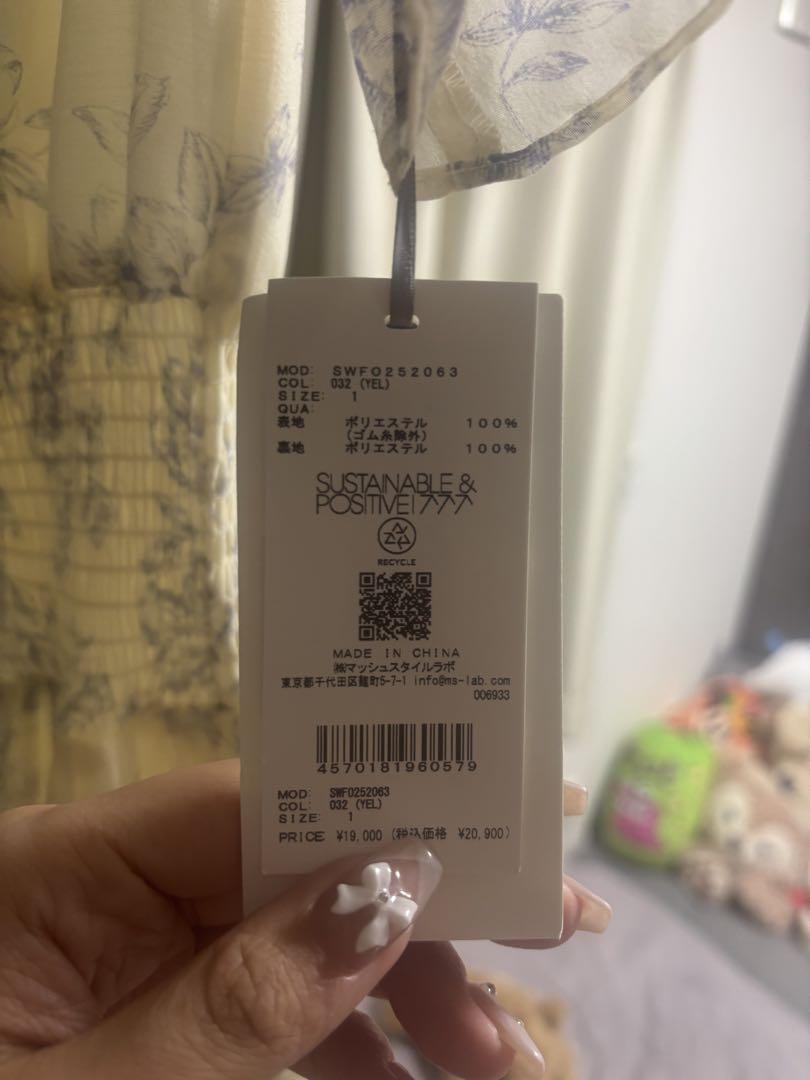 MOD: SWFO252063
COL: 032 (YEL)
SIZE: 1
QUA:
表地 ポリエステル 100%
(ゴム糸除外)
裏地 ポリエステル 100%
SUSTAINABLE &
POSITIVE!
RECYCLE
MADE IN CHINA
㈱マッシュスタイルラボ
東京都千代田区麹町5-7-1 info@ms-lab.com
006933
4570181960579
MOD: SWFO252063
COL: 032 (YEL)
SIZE: 1
PRICE ¥19,000 (税込価格 ¥20,900)